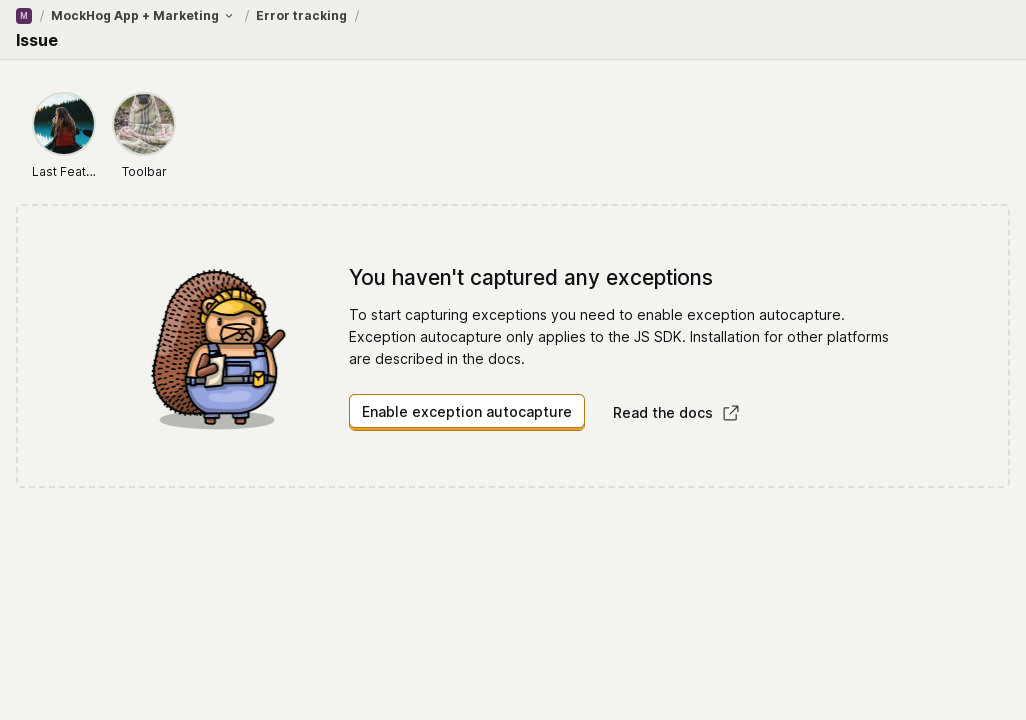 M / MockHog App + Marketing / Error tracking /
Issue
Last Feat... Toolbar
You haven't captured any exceptions
To start capturing exceptions you need to enable exception autocapture.
Exception autocapture only applies to the JS SDK. Installation for other platforms
are described in the docs.
Enable exception autocapture Read the docs